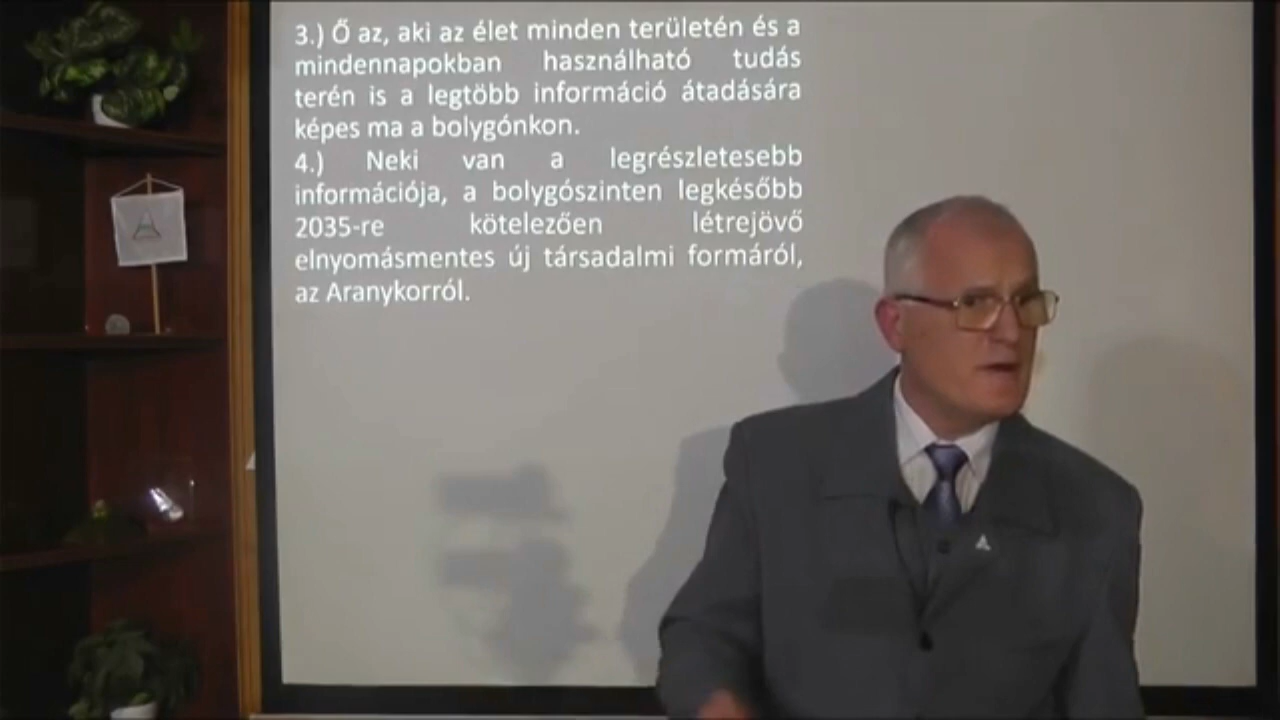 3.) Ő az, aki az élet minden területén és a
mindennapokban használható tudás
terén is a legtöbb információ átadására
képes ma a bolygónkon.
4.) Neki van a legrészletesebb
információja, a bolygószinten legkésőbb
2035-re kötelezően létrejövő
elnyomásmentes új társadalmi formáról,
az Aranykorról.